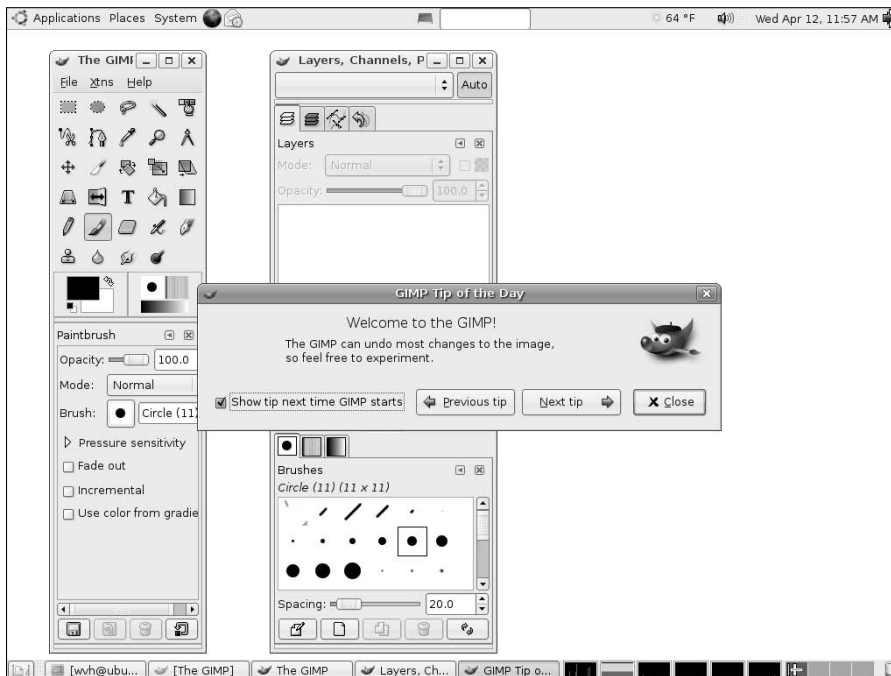 Applications Places System
64 °F
Wed Apr 12, 11:57 AM
The GIMP
File Xtns Help
Paintbrush
Opacity: 100.0
Mode: Normal
Brush: Circle (11)
Pressure sensitivity
Fade out
Incremental
Use color from gradie
Layers, Channels, P
Auto
Layers
Mode: Normal
Opacity: 100.0
GIMP Tip of the Day
Welcome to the GIMP!
The GIMP can undo most changes to the image,
so feel free to experiment.
Show tip next time GIMP starts
Previous tip
Next tip
Close
Brushes
Circle (11) (11 x 11)
Spacing: 20.0
[wvh@ubu...
[The GIMP]
The GIMP
Layers, Ch...
GIMP Tip o...